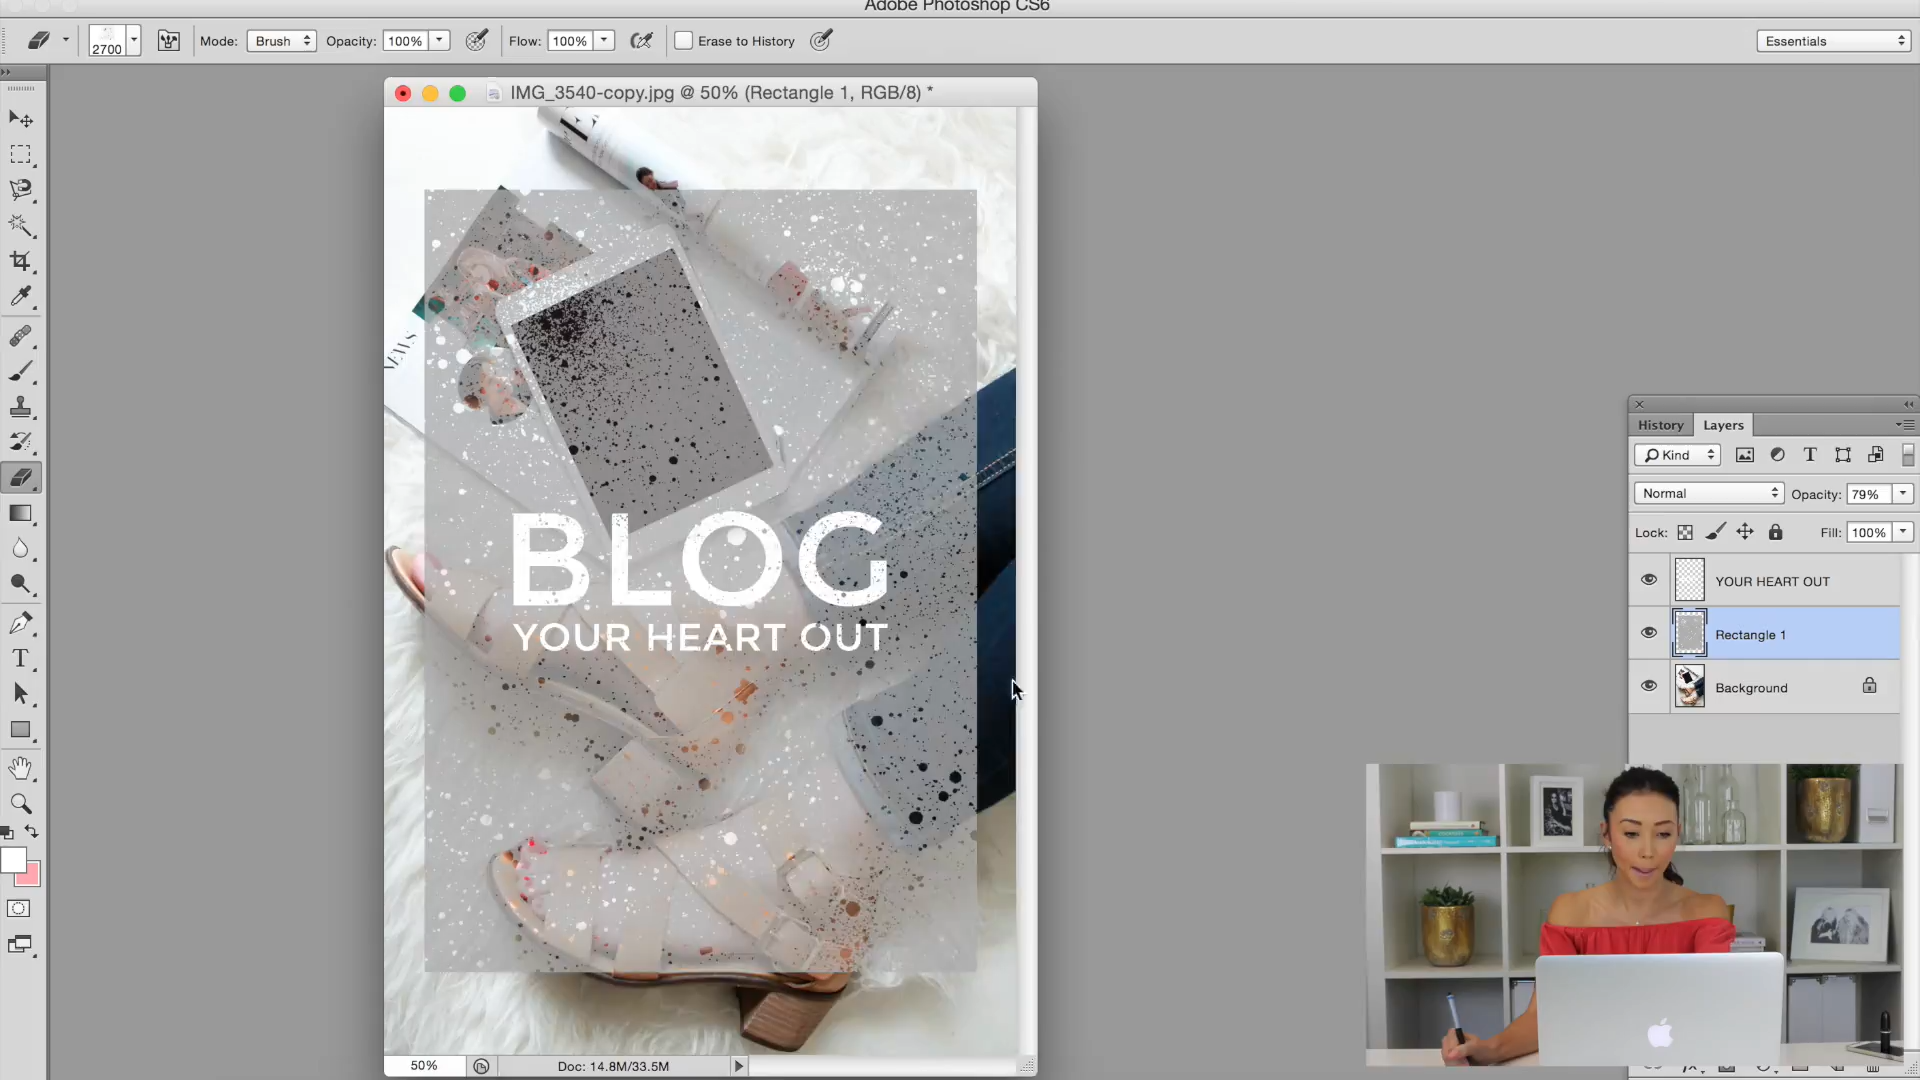 Adobe Photoshop CS6
2700 Mode: Brush Opacity: 100% Flow: 100% Erase to History Essentials
IMG_3540-copy.jpg @ 50% (Rectangle 1, RGB/8) *
NEWS
BLOG
YOUR HEART OUT
50% Doc: 14.8M/33.5M
History Layers
Kind
Normal Opacity: 79%
Lock: Fill: 100%
YOUR HEART OUT
Rectangle 1
Background